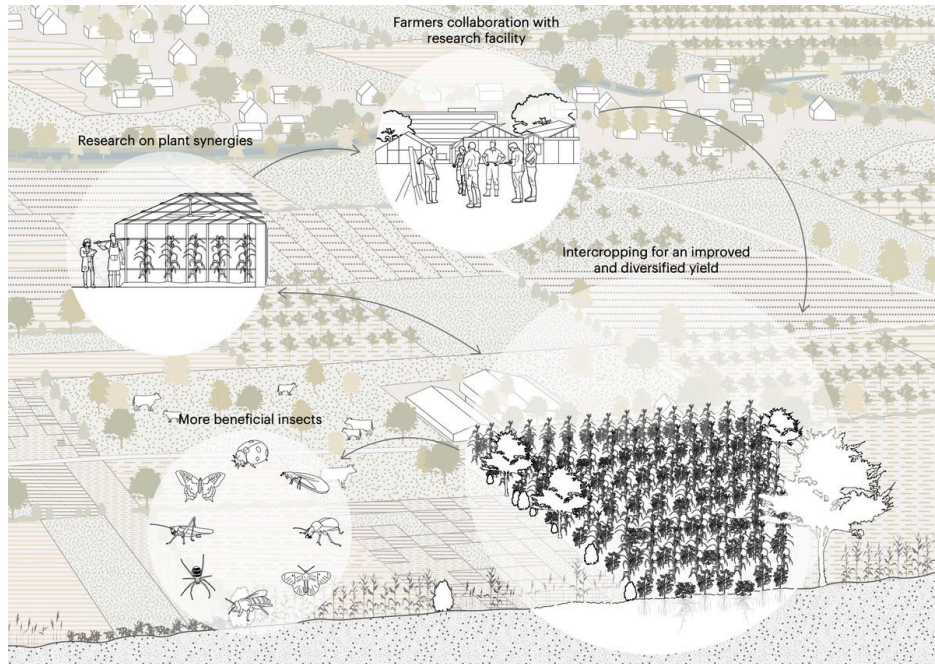 Farmers collaboration with
research facility
Research on plant synergies
Intercropping for an improved
and diversified yield
More beneficial insects